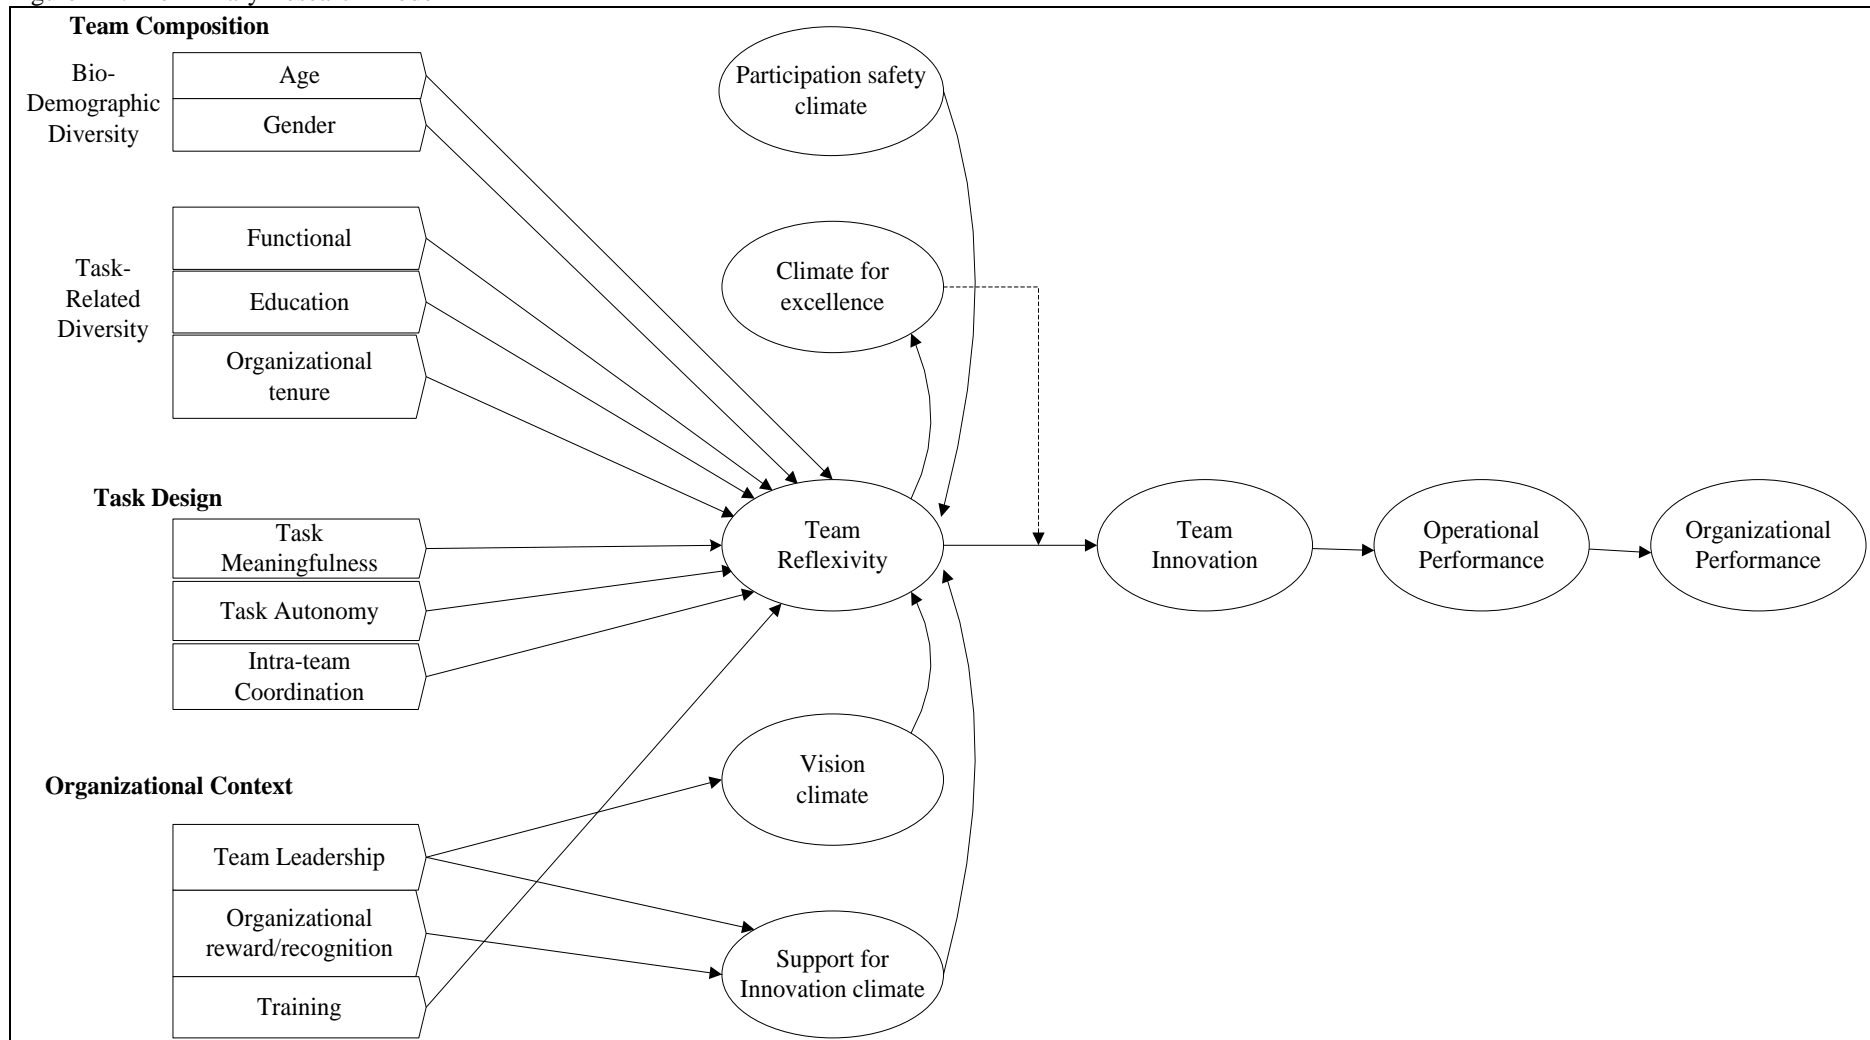 Team Composition
Bio-
Demographic
Diversity
Age
Gender
Task-
Related
Diversity
Functional
Education
Organizational
tenure
Task Design
Task
Meaningfulness
Task Autonomy
Intra-team
Coordination
Organizational Context
Team Leadership
Organizational
reward/recognition
Training
Participation safety
climate
Climate for
excellence
Team
Reflexivity
Vision
climate
Support for
Innovation climate
Team
Innovation
Operational
Performance
Organizational
Performance